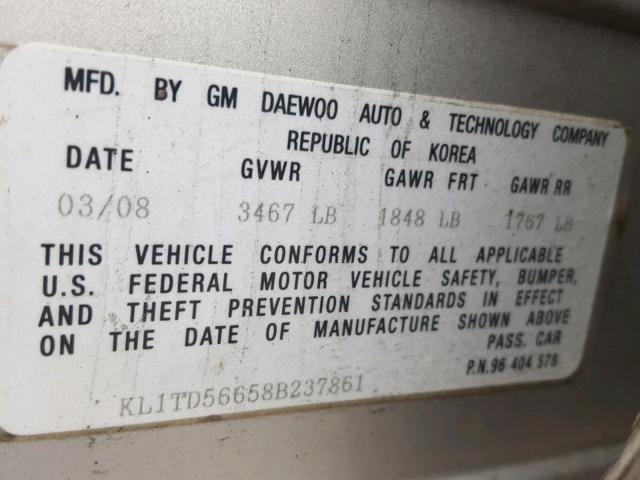 MFD. BY GM DAEWOO AUTO & TECHNOLOGY COMPANY
REPUBLIC OF KOREA
DATE GVWR GAWR FRT GAWR RR
03/08 3467 LB 1848 LB 1767 LB
THIS VEHICLE CONFORMS TO ALL APPLICABLE
U.S. FEDERAL MOTOR VEHICLE SAFETY, BUMPER,
AND THEFT PREVENTION STANDARDS IN EFFECT
ON THE DATE OF MANUFACTURE SHOWN ABOVE
PASS. CAR
P.N.96 404 578
KL1TD56658B237861